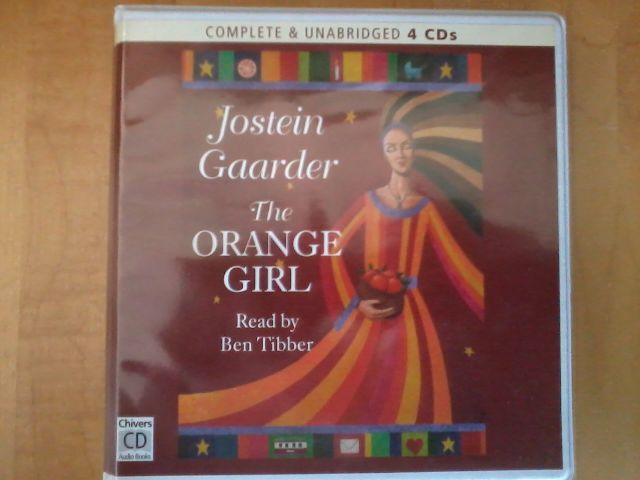 COMPLETE & UNABRIDGED 4 CDs
Jostein
Gaarder
The
ORANGE
GIRL
Read by
Ben Tibber
Chivers
CD
Audio Books